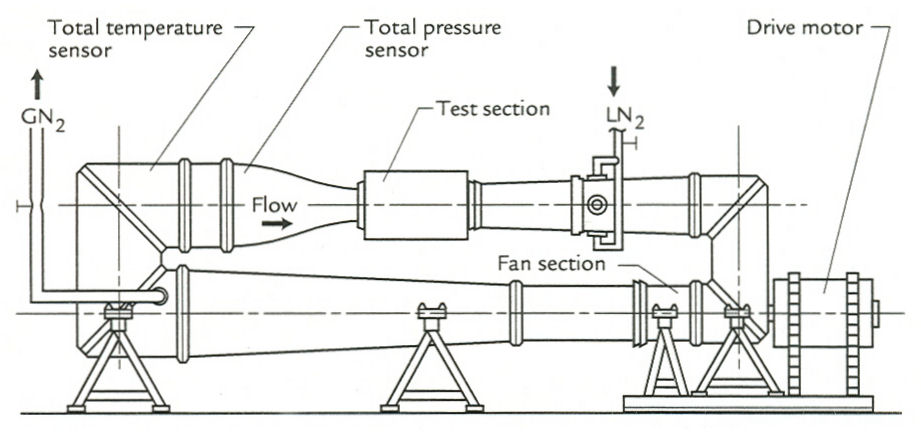 Total temperature
sensor
Total pressure
sensor
Drive motor
GN₂
Test section
LN₂
Flow
Fan section